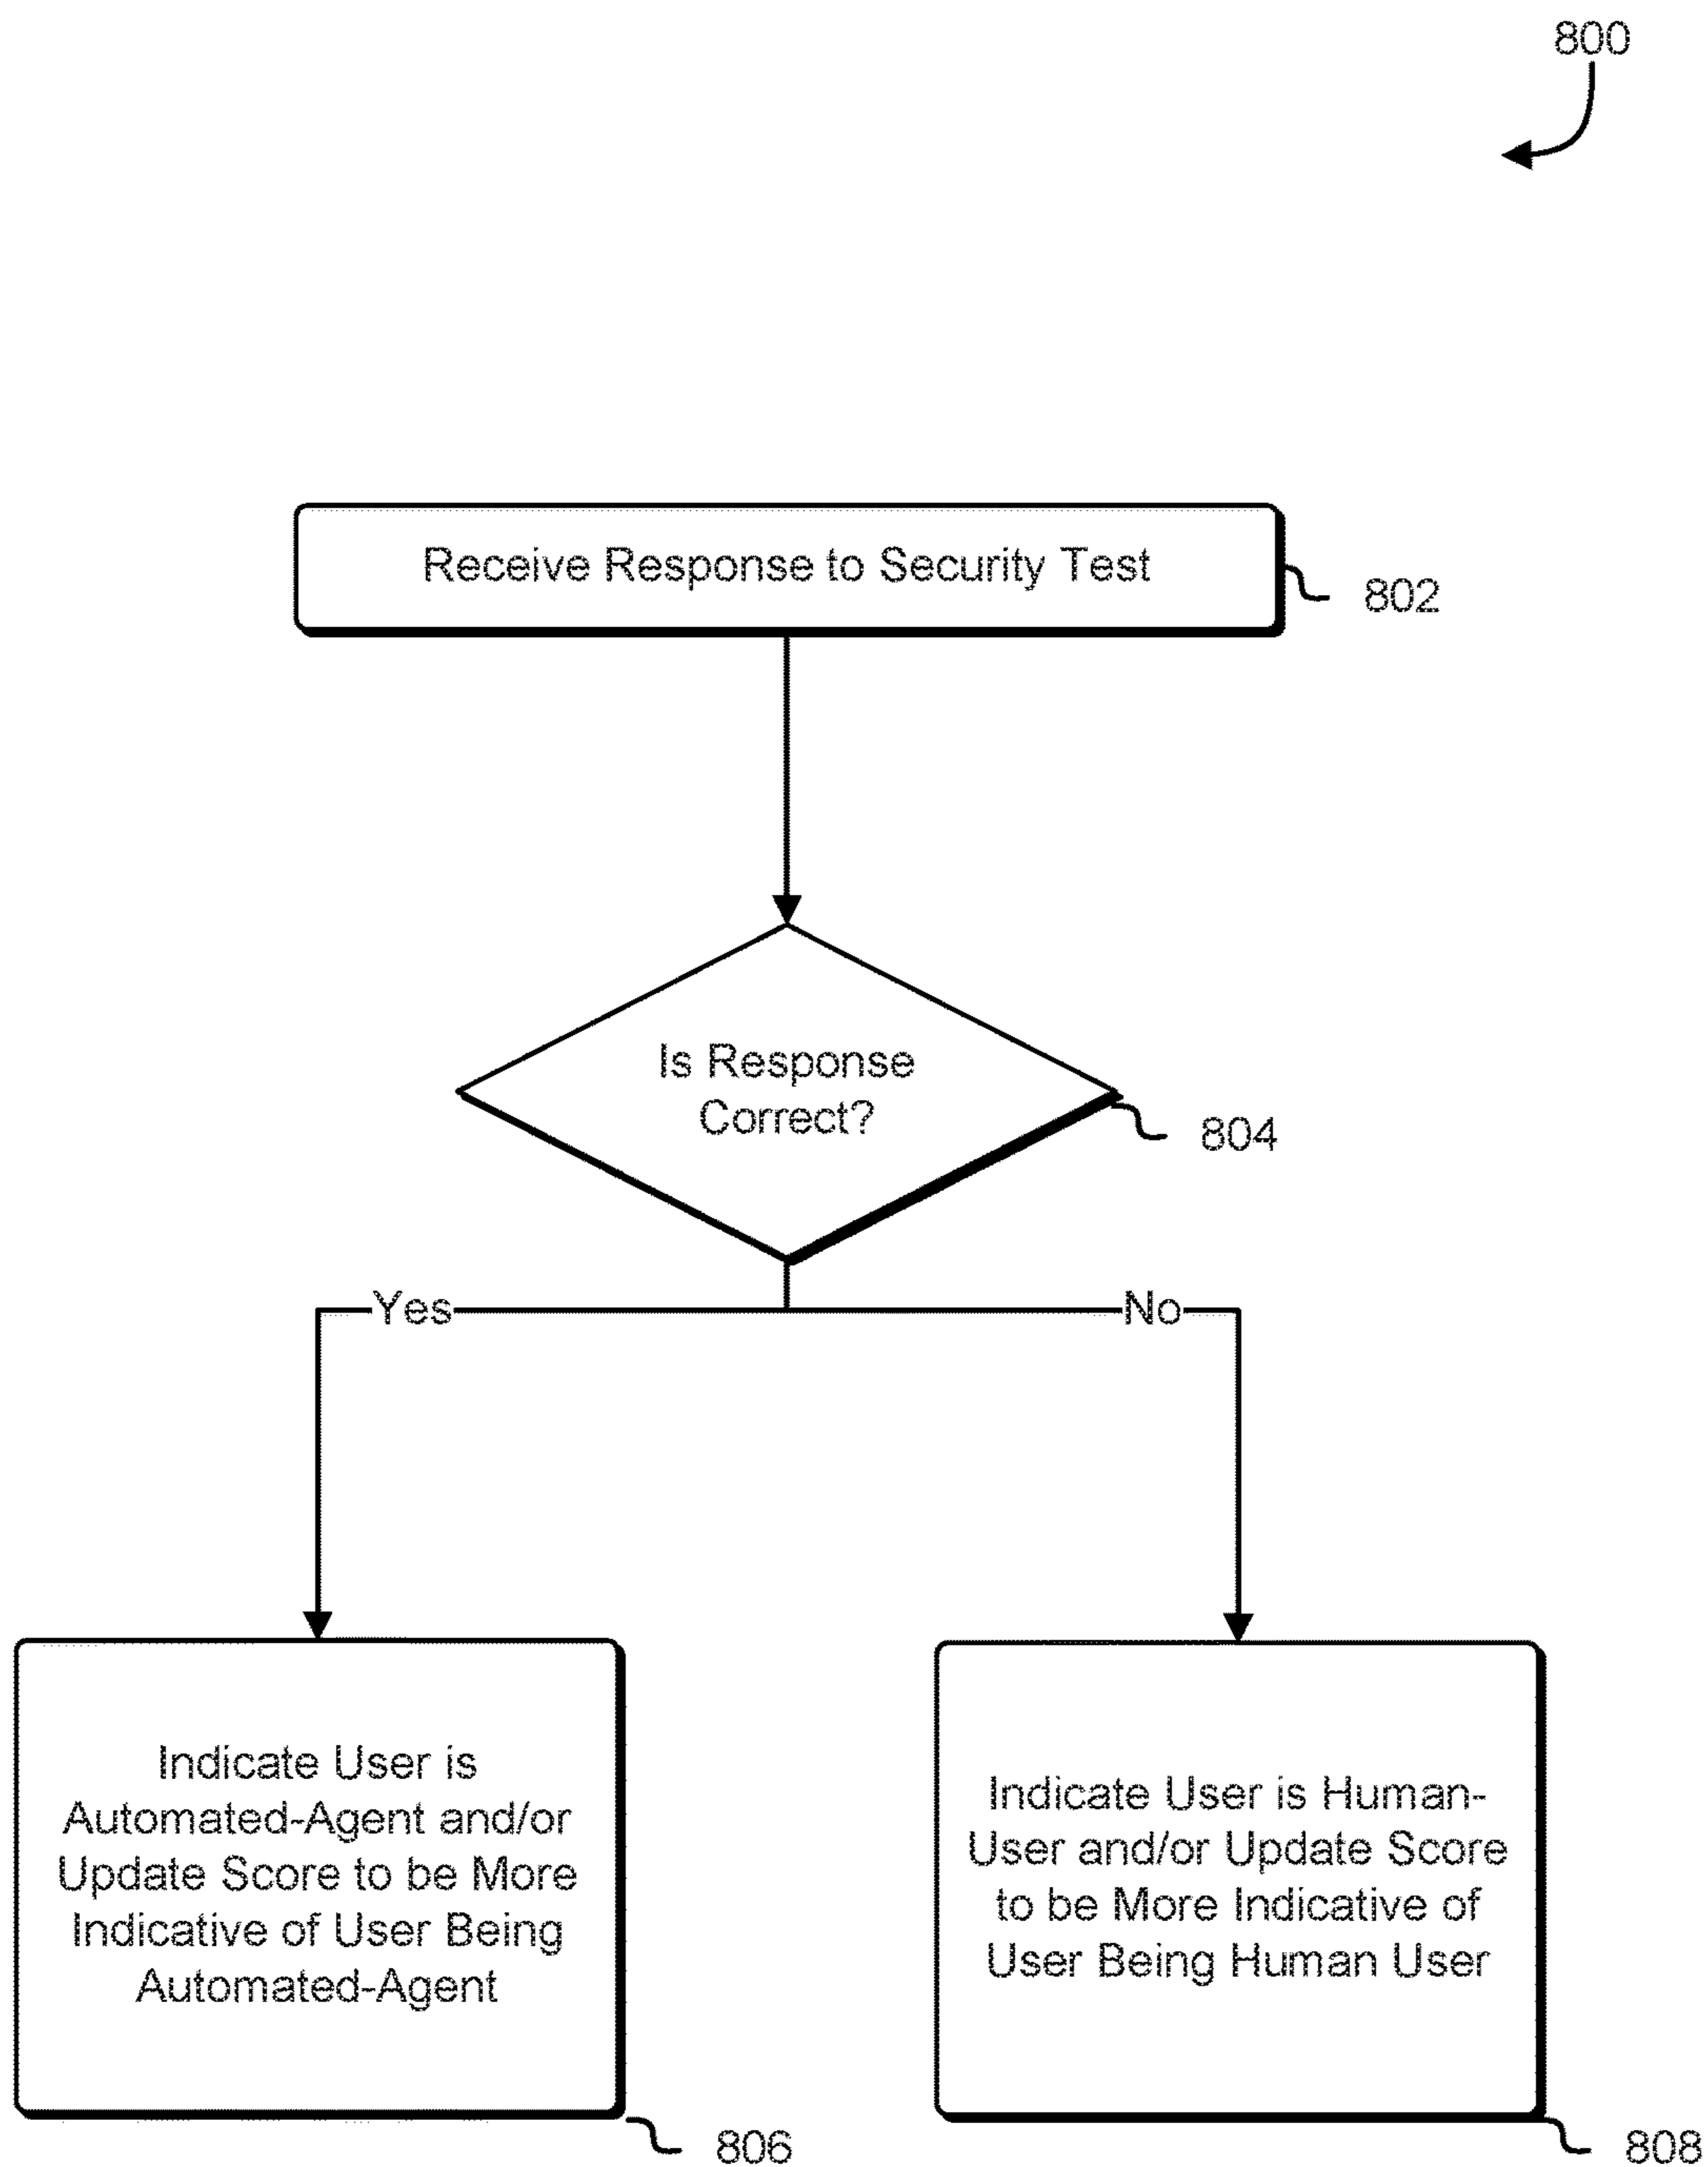 800
Receive Response to Security Test
802
Is Response
Correct?
804
Yes
No
Indicate User is
Automated-Agent and/or
Update Score to be More
Indicative of User Being
Automated-Agent
806
Indicate User is Human-
User and/or Update Score
to be More Indicative of
User Being Human User
808